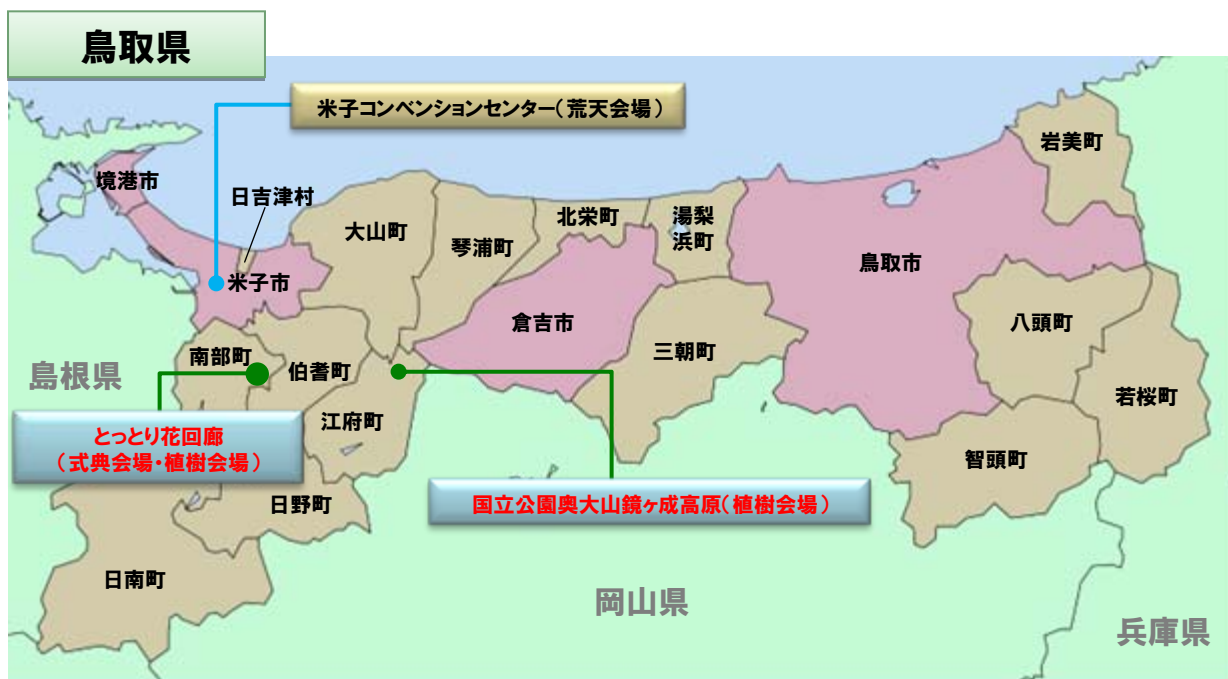 鳥取県
米子コンベンションセンター（荒天会場）
岩美町
境港市
日吉津村
大山町
琴浦町
北栄町
湯梨
浜町
鳥取市
米子市
倉吉市
八頭町
南部町
伯耆町
三朝町
島根県
江府町
若桜町
とっとり花回廊
（式典会場・植樹会場）
智頭町
日野町
国立公園奥大山鏡ヶ成高原（植樹会場）
日南町
岡山県
兵庫県